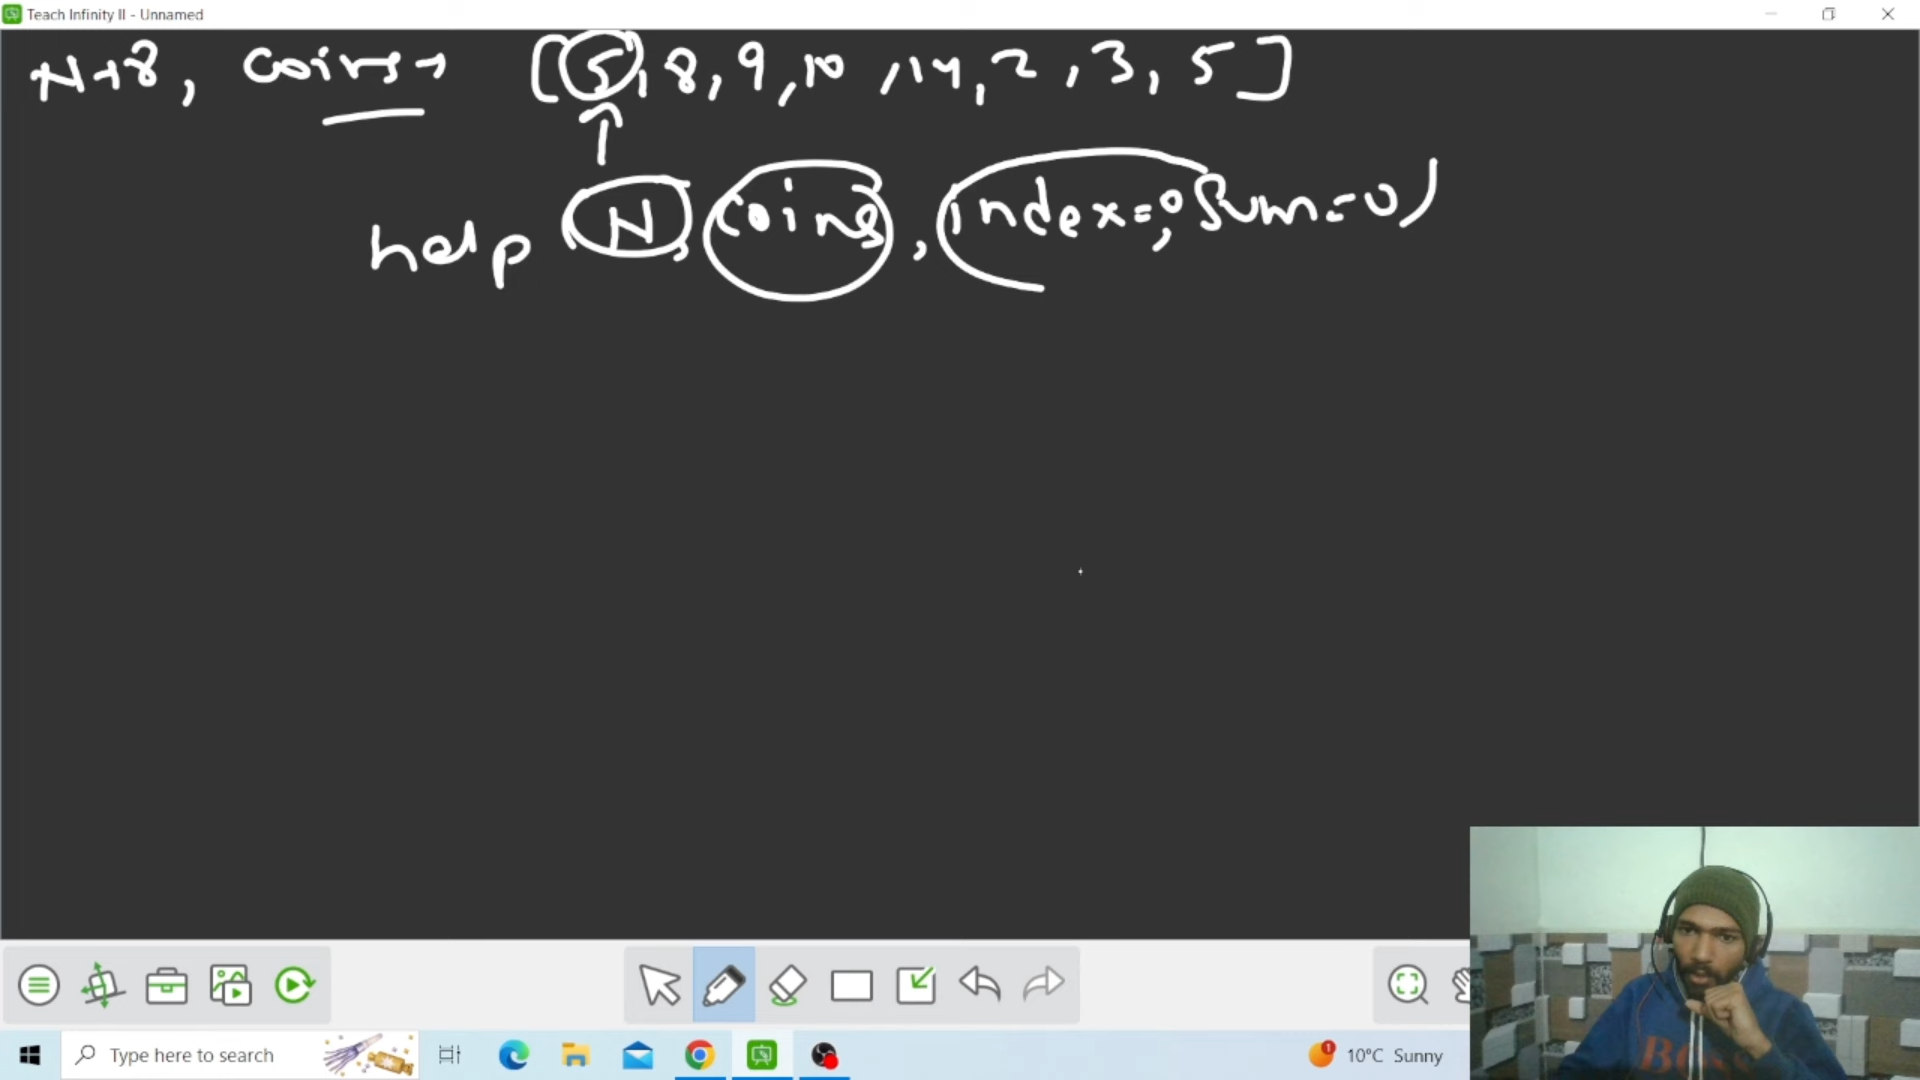 Teach Infinity II - Unnamed
N→8, coins→ [5, 8, 9, 10, 14, 2, 3, 5]
help N, coins, index=0, Sum=0)
Type here to search
1
10°C Sunny